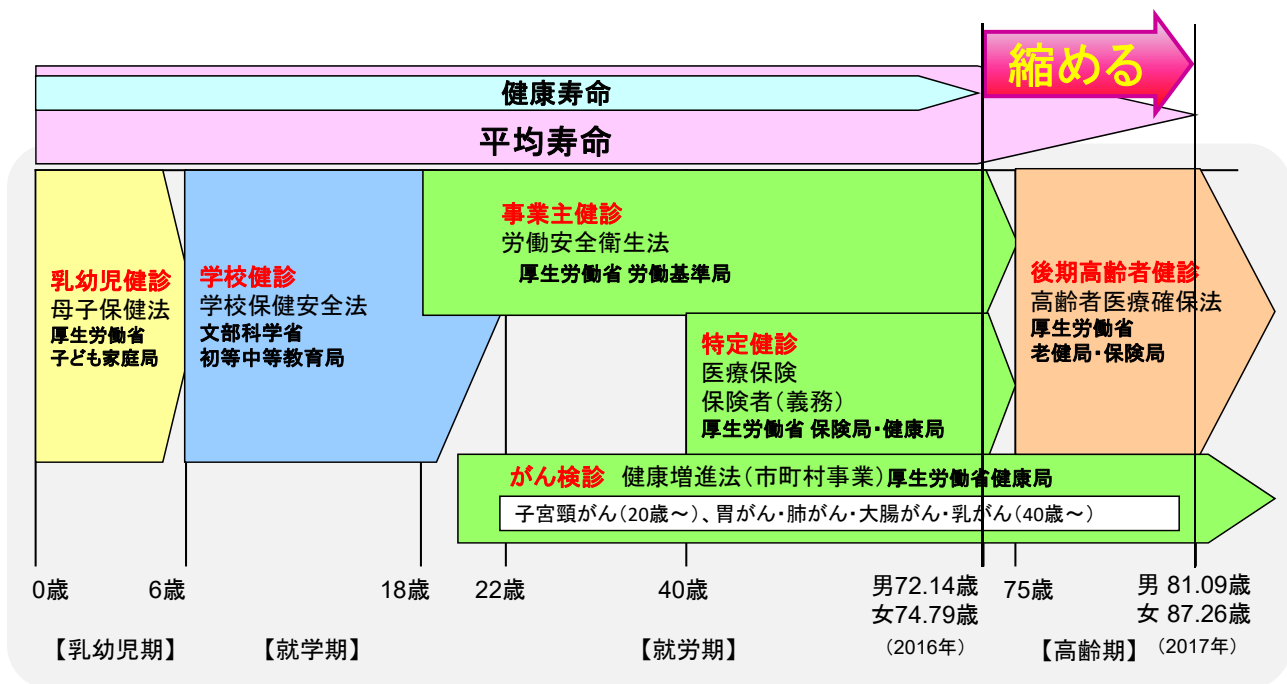 縮める
健康寿命
平均寿命
乳幼児健診
母子保健法
厚生労働省
子ども家庭局
学校健診
学校保健安全法
文部科学省
初等中等教育局
事業主健診
労働安全衛生法
厚生労働省 労働基準局
特定健診
医療保険
保険者(義務)
厚生労働省 保険局・健康局
後期高齢者健診
高齢者医療確保法
厚生労働省
老健局・保険局
がん検診 健康増進法(市町村事業)厚生労働省健康局
子宮頸がん(20歳~)、胃がん・肺がん・大腸がん・乳がん(40歳~)
0歳 6歳 18歳 22歳 40歳 男72.14歳 75歳 男 81.09歳
女74.79歳 女 87.26歳
【乳幼児期】 【就学期】 【就労期】 (2016年) 【高齢期】 (2017年)